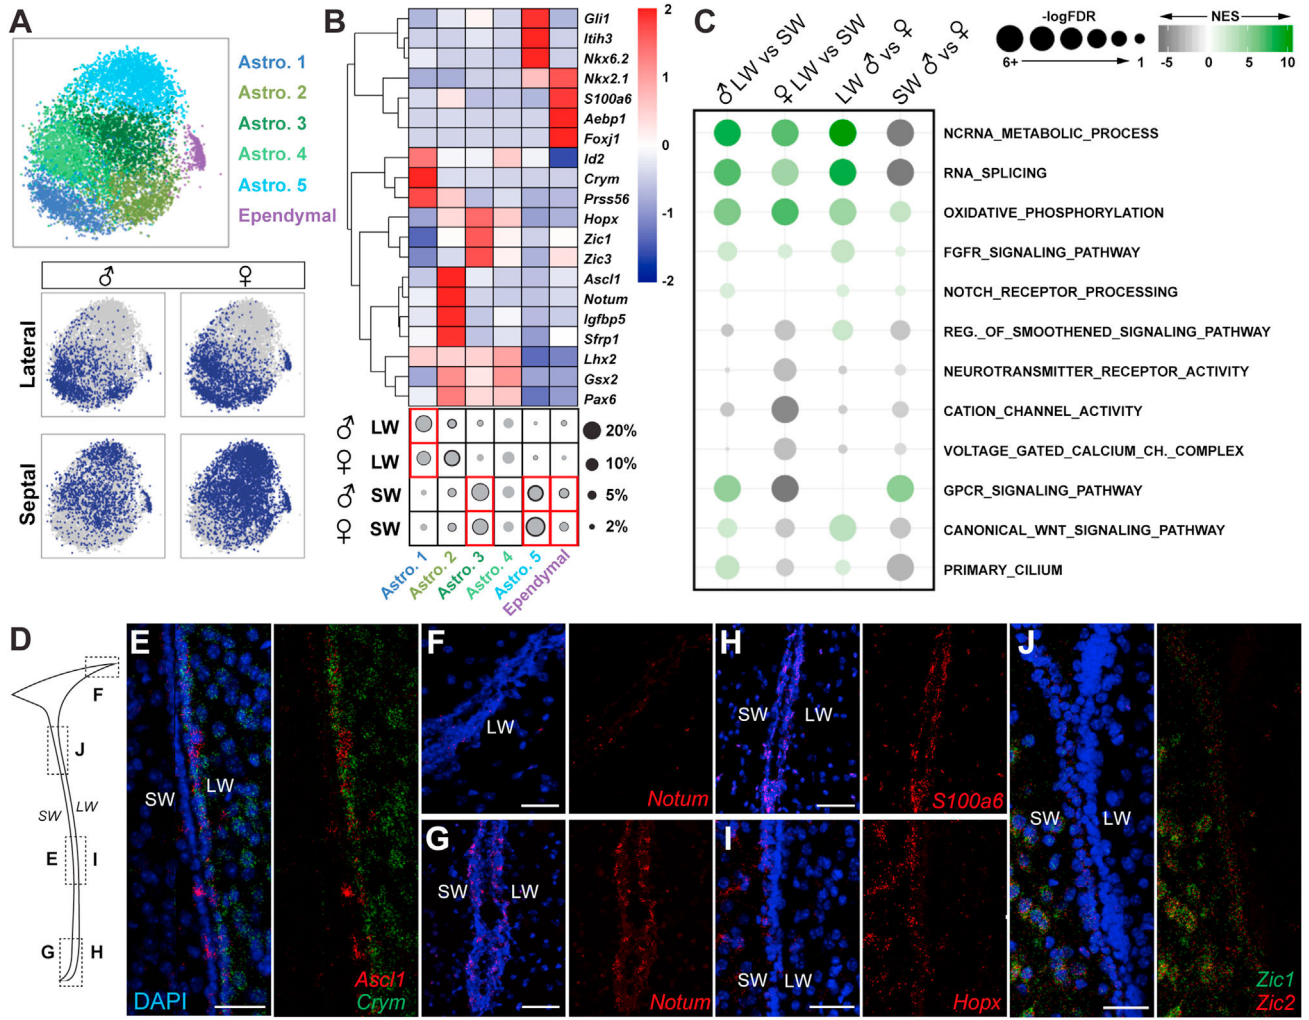 A
Astro. 1
Astro. 2
Astro. 3
Astro. 4
Astro. 5
Ependymal
♂ ♀
Lateral
Septal
B
Gli1
Itih3
Nkx6.2
Nkx2.1
S100a6
Aebp1
Foxj1
Id2
Crym
Prss56
Hopx
Zic1
Zic3
Ascl1
Notum
Igfbp5
Sfrp1
Lhx2
Gsx2
Pax6
2
1
0
-1
-2
♂ LW
♀ LW
♂ SW
♀ SW
20%
10%
5%
2%
Astro. 1
Astro. 2
Astro. 3
Astro. 4
Astro. 5
Ependymal
C
♂ LW vs SW
♀ LW vs SW
LW ♂ vs ♀
SW ♂ vs ♀
-logFDR
6+ 1
NES
-5 0 5 10
NCRNA_METABOLIC_PROCESS
RNA_SPLICING
OXIDATIVE_PHOSPHORYLATION
FGFR_SIGNALING_PATHWAY
NOTCH_RECEPTOR_PROCESSING
REG._OF_SMOOTHENED_SIGNALING_PATHWAY
NEUROTRANSMITTER_RECEPTOR_ACTIVITY
CATION_CHANNEL_ACTIVITY
VOLTAGE_GATED_CALCIUM_CH._COMPLEX
GPCR_SIGNALING_PATHWAY
CANONICAL_WNT_SIGNALING_PATHWAY
PRIMARY_CILIUM
D
F
J
SW LW
E I
G H
E
SW LW
DAPI
Ascl1
Crym
F
LW
Notum
G
SW LW
Notum
H
SW LW
S100a6
I
SW LW
Hopx
J
SW LW
Zic1
Zic2